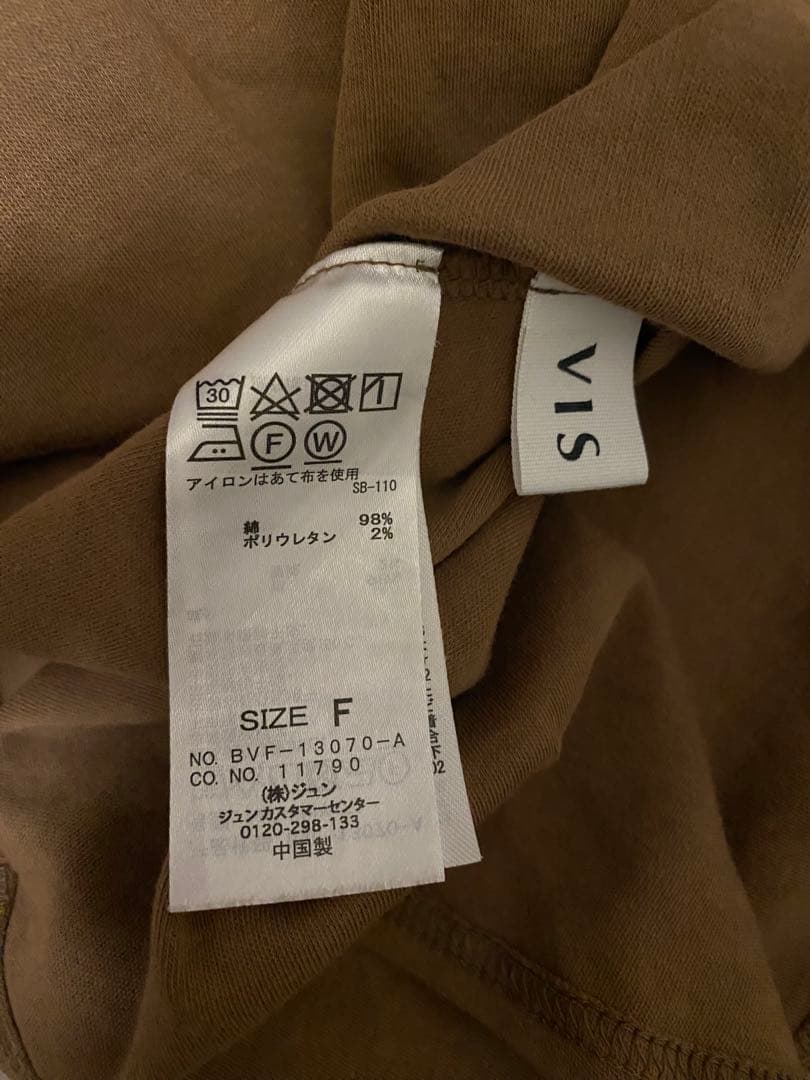 30
F W
アイロンはあて布を使用
SB-110
綿 98%
ポリウレタン 2%
SIZE F
NO. BVF-13070-A
CO. NO. 11790
(株)ジュン
ジュンカスタマーセンター
0120-298-133
中国製
VIS
02